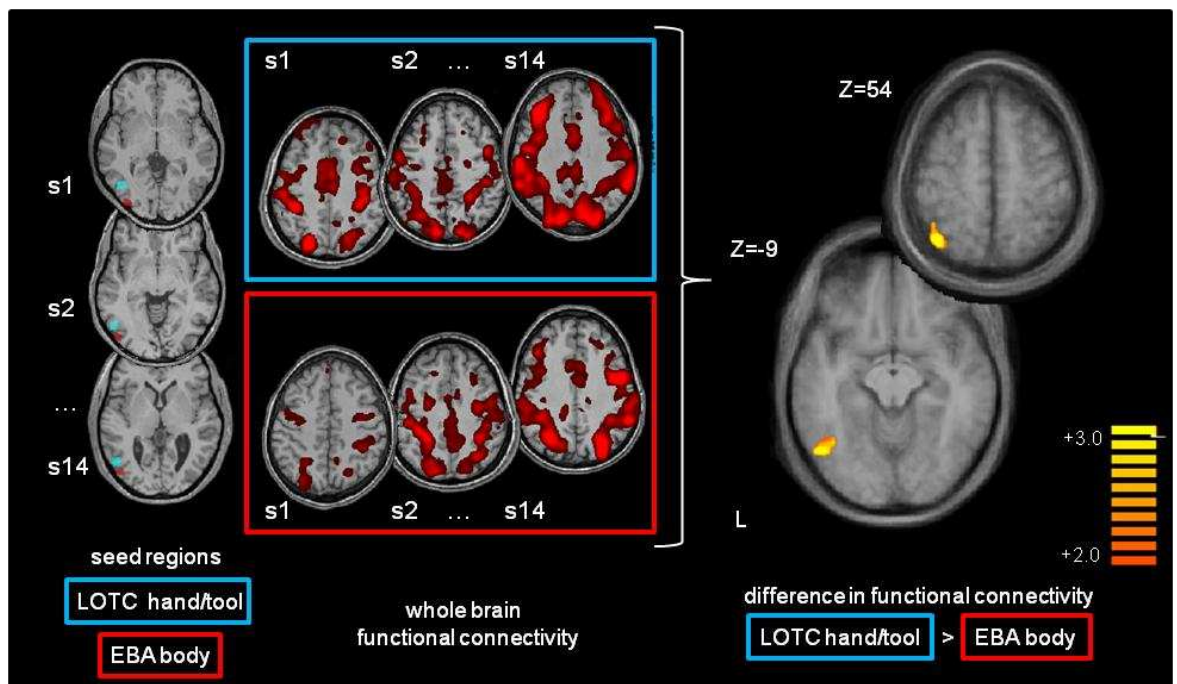 s1
s2
...
s14
seed regions
LOTC hand/tool
EBA body
s1
s2 ... s14
s1
s2 ... s14
whole brain
functional connectivity
Z=54
Z=-9
L
+3.0
+2.0
difference in functional connectivity
LOTC hand/tool > EBA body